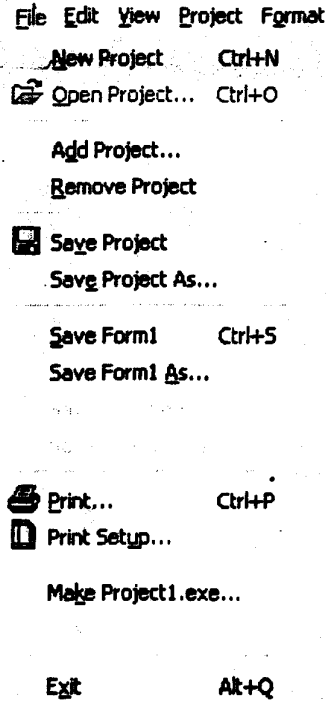 File Edit View Project Format
New Project Ctrl+N
Open Project... Ctrl+O
Add Project...
Remove Project
Save Project
Save Project As...
Save Form1 Ctrl+S
Save Form1 As...
Print... Ctrl+P
Print Setup...
Make Project1.exe...
Exit Alt+Q